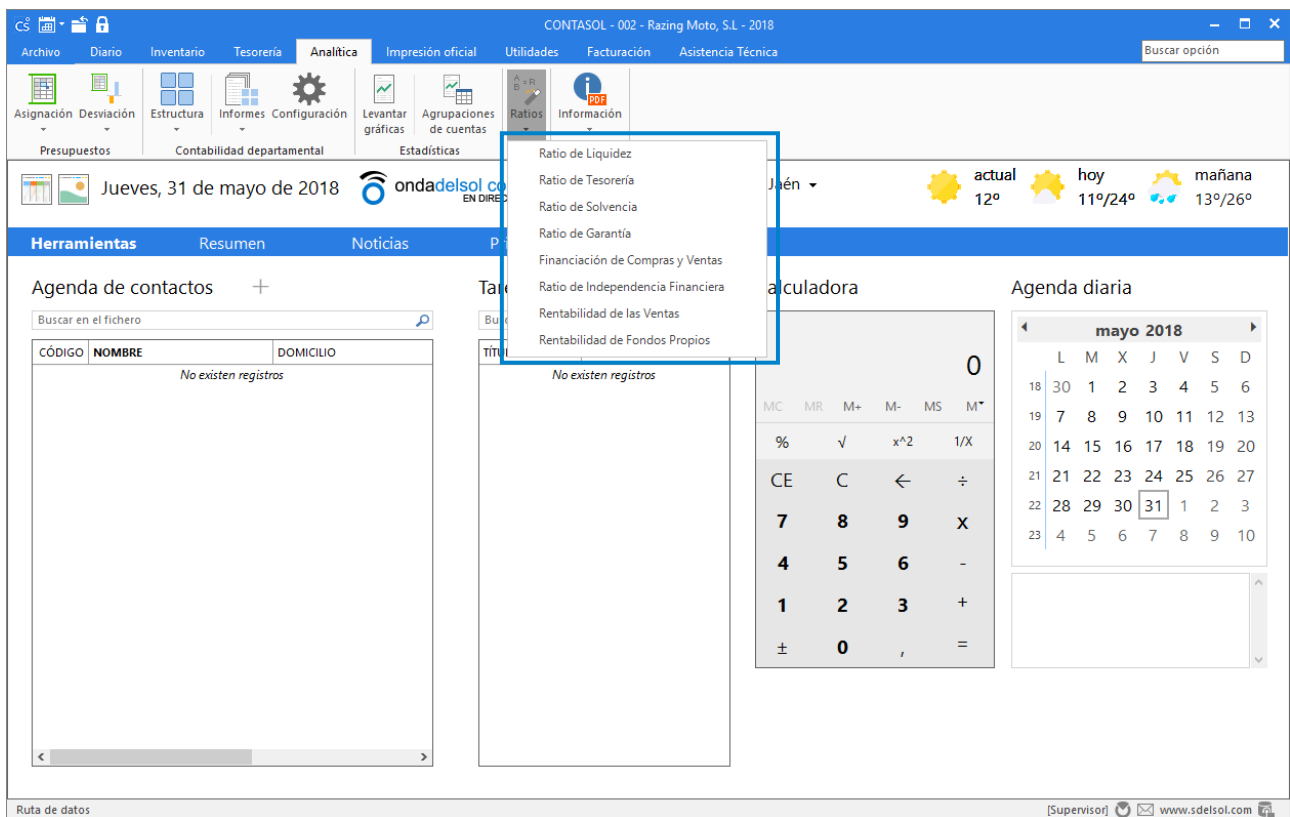 CONTASOL - 002 - Razing Moto, S.L - 2018
Archivo Diario Inventario Tesorería Analítica Impresión oficial Utilidades Facturación Asistencia Técnica Buscar opción
Asignación Desviación Estructura Informes Configuración Levantar gráficas Agrupaciones de cuentas Ratios Información
Presupuestos Contabilidad departamental Estadísticas
Ratio de Liquidez
Ratio de Tesorería
Ratio de Solvencia
Ratio de Garantía
Financiación de Compras y Ventas
Ratio de Independencia Financiera
Rentabilidad de las Ventas
Rentabilidad de Fondos Propios
Jueves, 31 de mayo de 2018 ondadelsol Jaén actual hoy mañana
12º 11º/24º 13º/26º
Herramientas Resumen Noticias
Agenda de contactos +
Buscar en el fichero
CÓDIGO NOMBRE DOMICILIO
No existen registros
No existen registros
0
MC MR M+ M- MS M
% √ x^2 1/X
CE C ← ÷
7 8 9 x
4 5 6 -
1 2 3 +
± 0 , =
Agenda diaria
mayo 2018
L M X J V S D
18 30 1 2 3 4 5 6
19 7 8 9 10 11 12 13
20 14 15 16 17 18 19 20
21 21 22 23 24 25 26 27
22 28 29 30 31 1 2 3
23 4 5 6 7 8 9 10
Ruta de datos [Supervisor] www.sdelsol.com